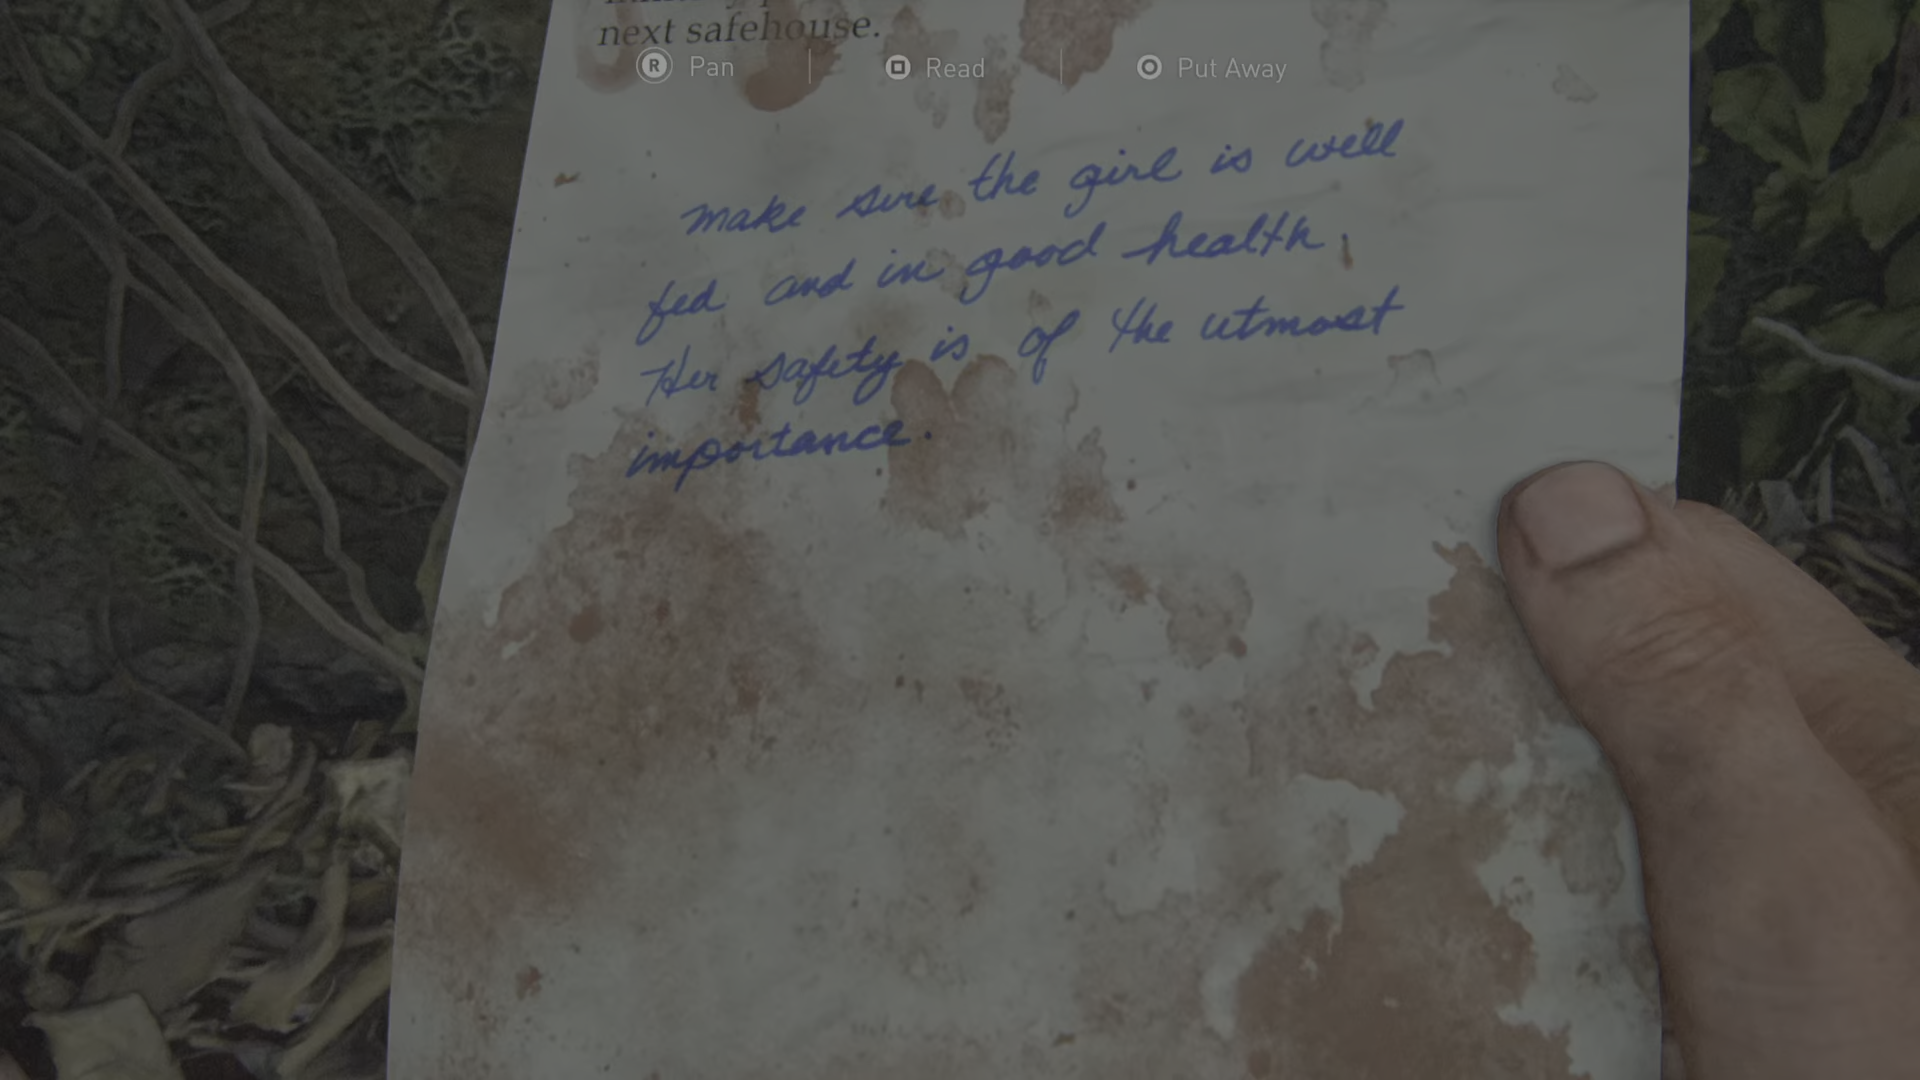 next safehouse.
R Pan | Read | Put Away
make sure the girl is well
fed and in good health.
Her safety is of the utmost
importance.